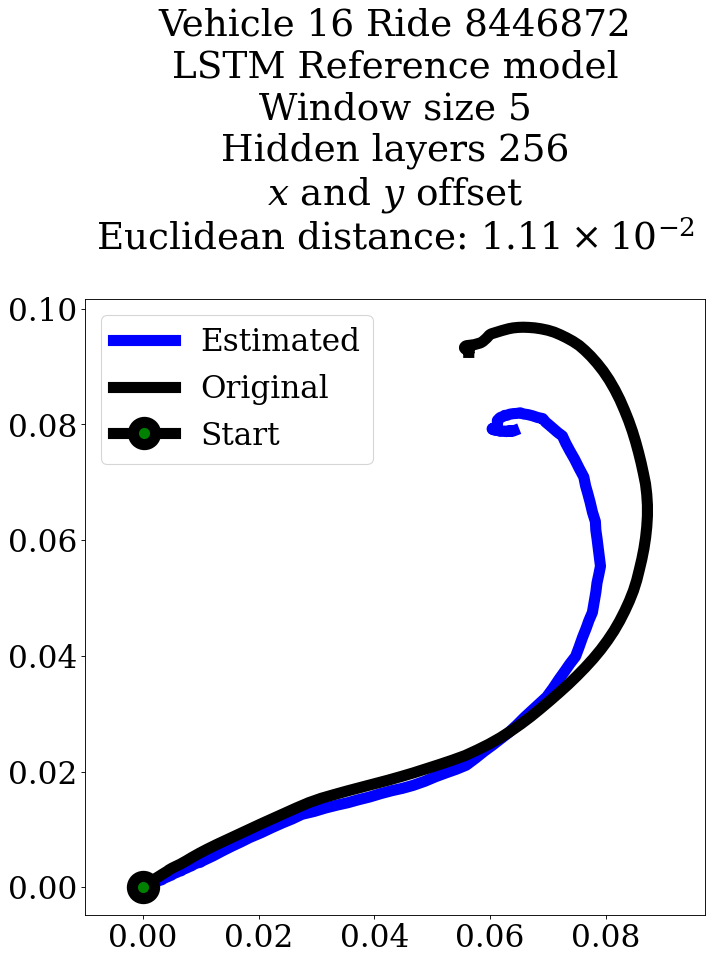 Vehicle 16 Ride 8446872
LSTM Reference model
Window size 5
Hidden layers 256
x and y offset
Euclidean distance: 1.11 × 10⁻²
Estimated
Original
Start
0.10
0.08
0.06
0.04
0.02
0.00
0.00 0.02 0.04 0.06 0.08